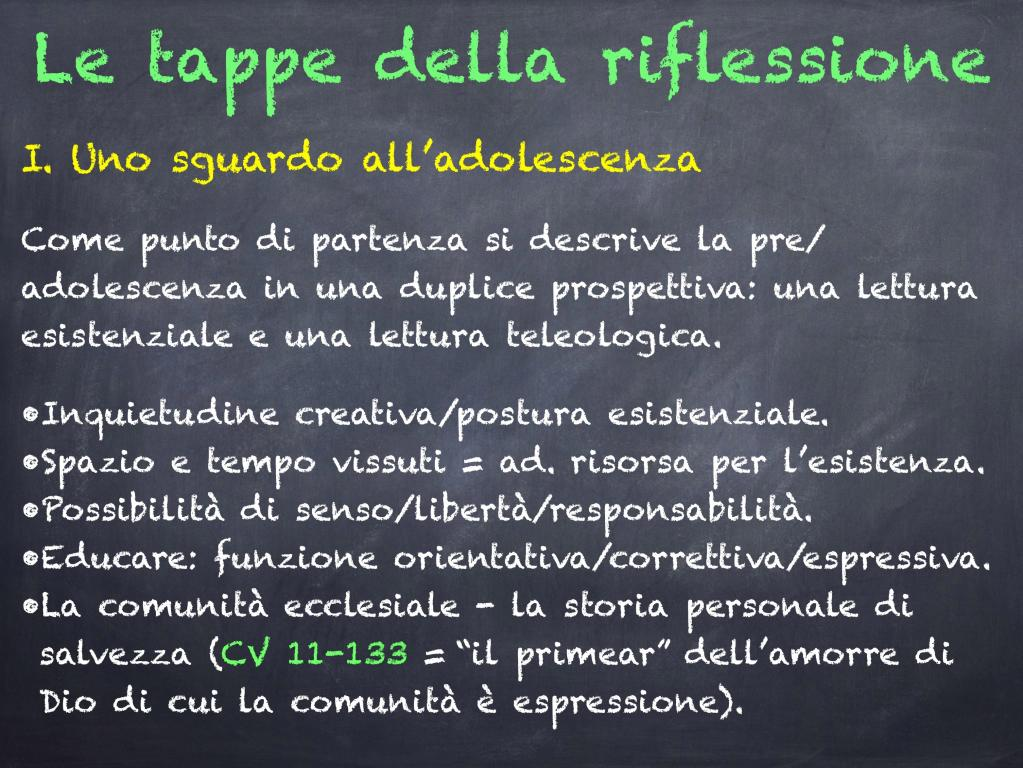 Le tappe della riflessione
I. Uno sguardo all’adolescenza
Come punto di partenza si descrive la pre/
adolescenza in una duplice prospettiva: una lettura
esistenziale e una lettura teleologica.
•Inquietudine creativa/postura esistenziale.
•Spazio e tempo vissuti = ad. risorsa per l’esistenza.
•Possibilità di senso/libertà/responsabilità.
•Educare: funzione orientativa/correttiva/espressiva.
•La comunità ecclesiale - la storia personale di
salvezza (CV 11-133 = “il primear” dell’amorre di
Dio di cui la comunità è espressione).